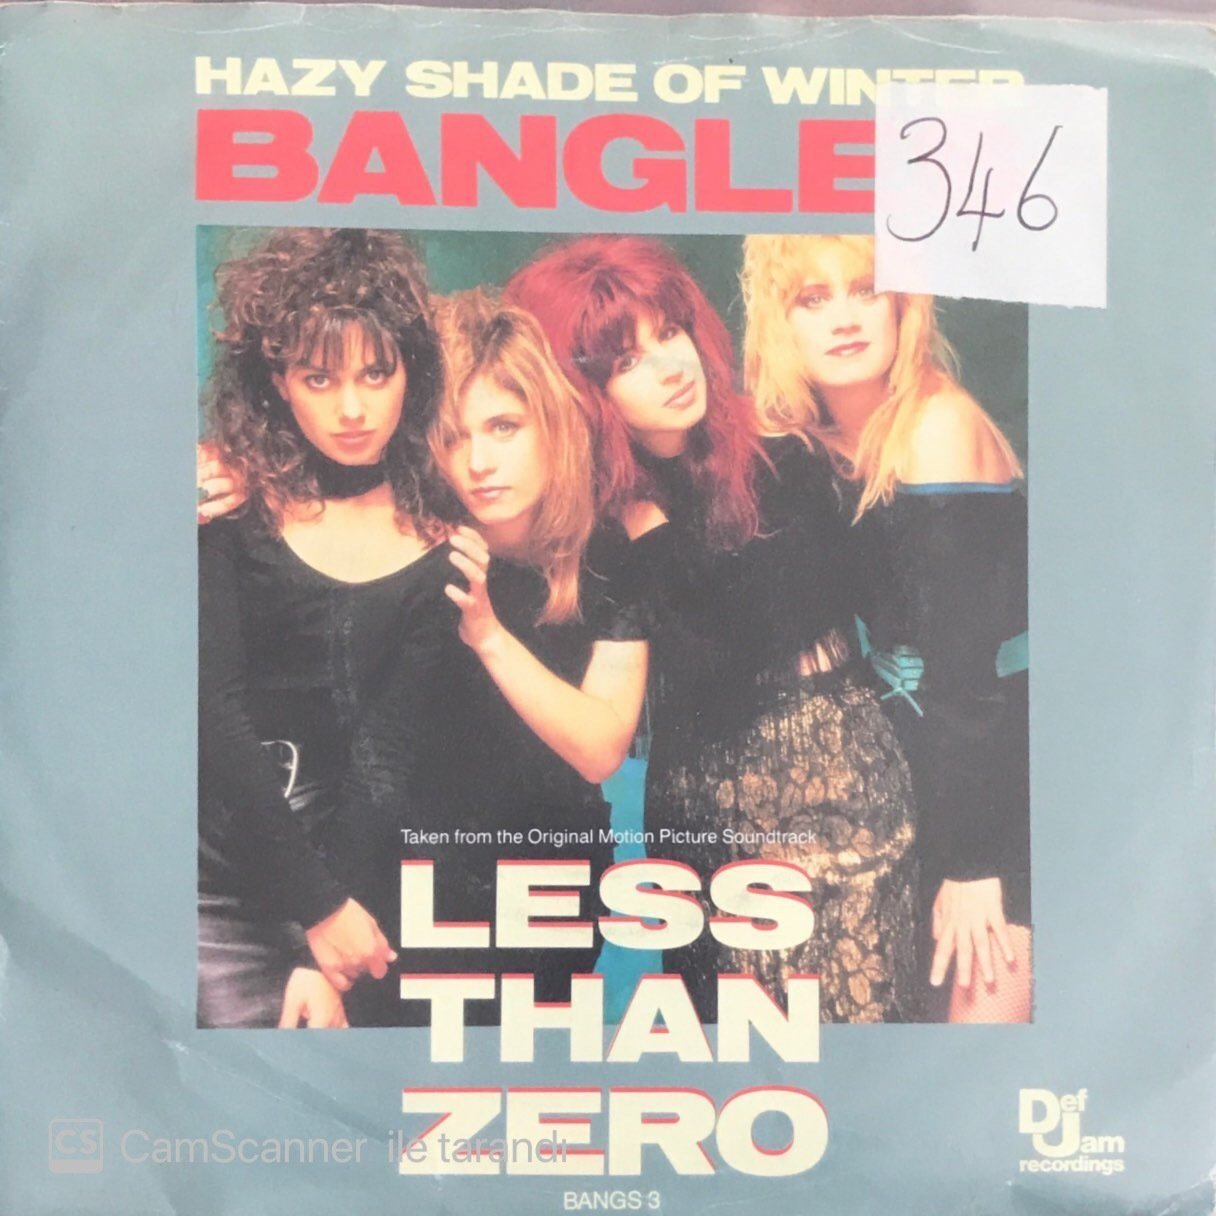 HAZY SHADE OF WINTER
BANGLE
346
Taken from the Original Motion Picture Soundtrack
LESS
THAN
ZERO
Def
Jam
recordings
CS CamScanner ile tarandı
BANGS 3